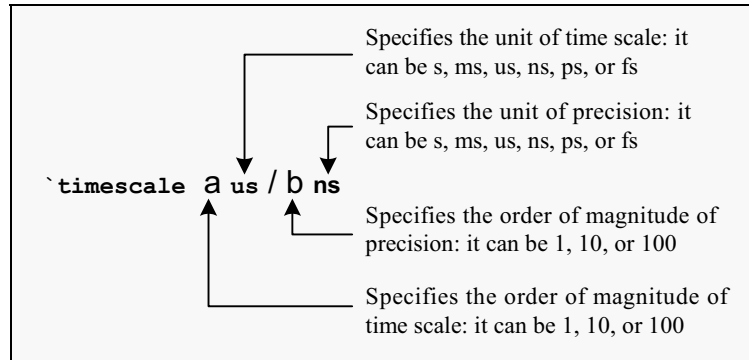 Specifies the unit of time scale: it
can be s, ms, us, ns, ps, or fs
Specifies the unit of precision: it
can be s, ms, us, ns, ps, or fs
`timescale a us / b ns
Specifies the order of magnitude of
precision: it can be 1, 10, or 100
Specifies the order of magnitude of
time scale: it can be 1, 10, or 100